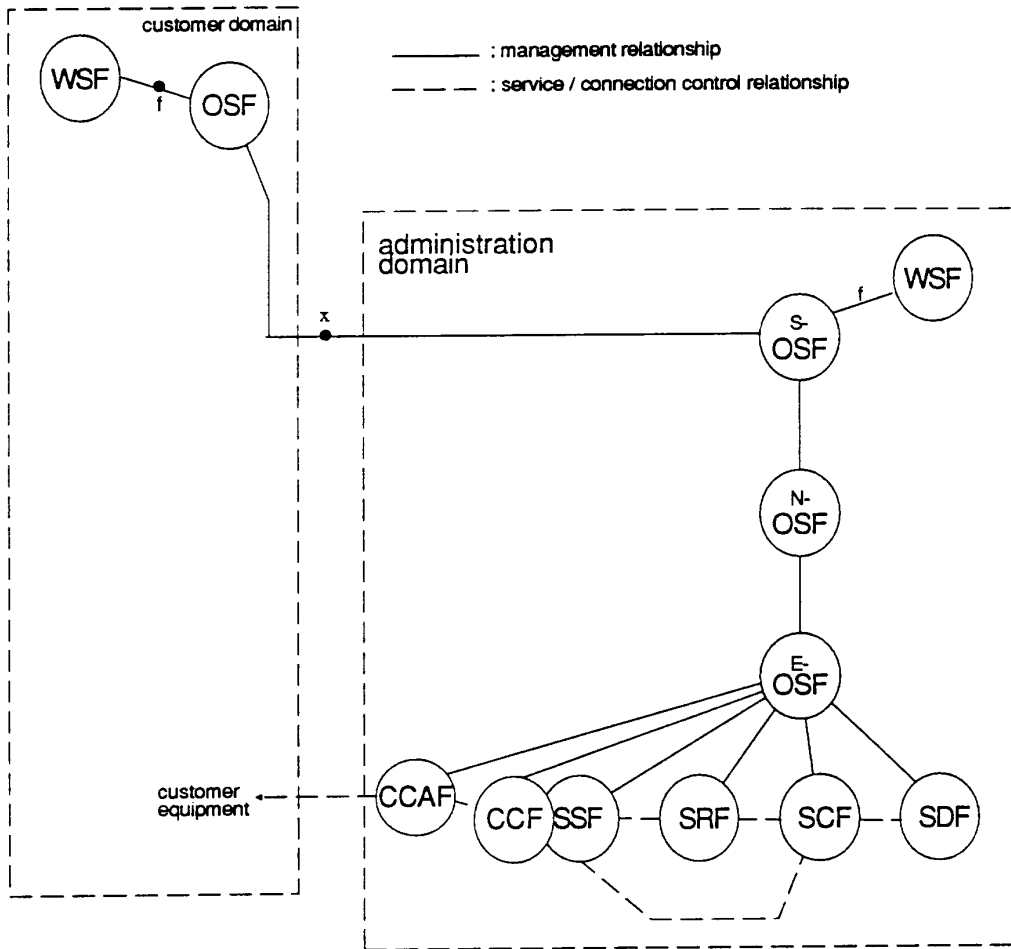 customer domain
WSF
f
OSF
: management relationship
: service / connection control relationship
administration
domain
WSF
f
S-
OSF
x
N-
OSF
E-
OSF
customer
equipment
CCAF
CCF
SSF
SRF
SCF
SDF